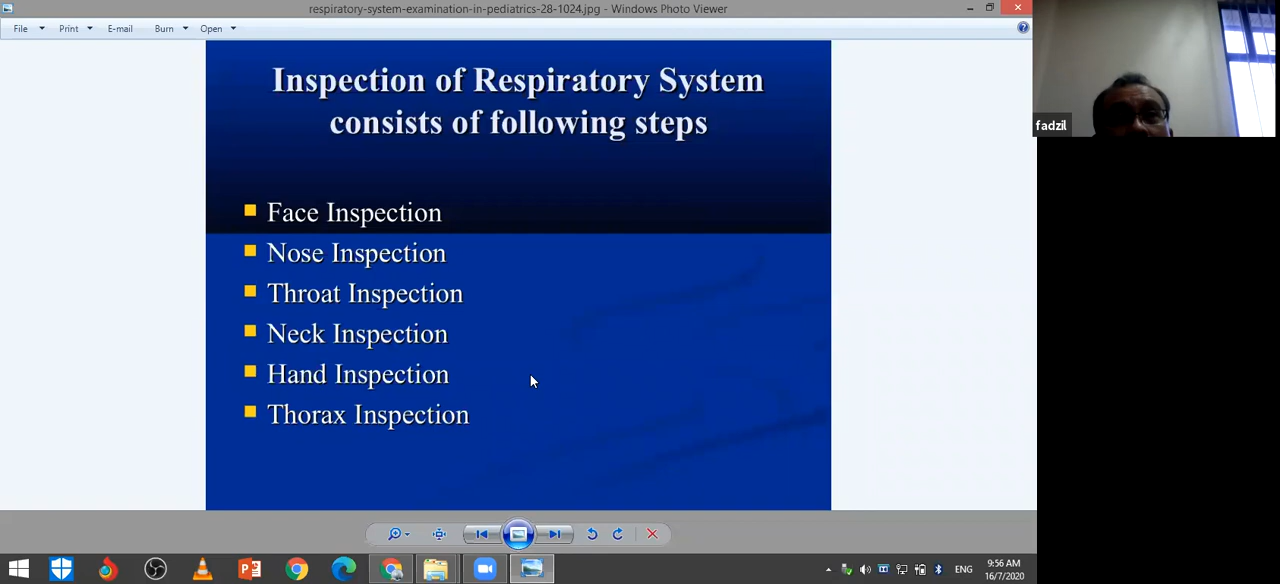 respiratory-system-examination-in-pediatrics-28-1024.jpg - Windows Photo Viewer
File Print E-mail Burn Open
Inspection of Respiratory System
consists of following steps
Face Inspection
Nose Inspection
Throat Inspection
Neck Inspection
Hand Inspection
Thorax Inspection
fadzil
ENG
9:56 AM
16/7/2020